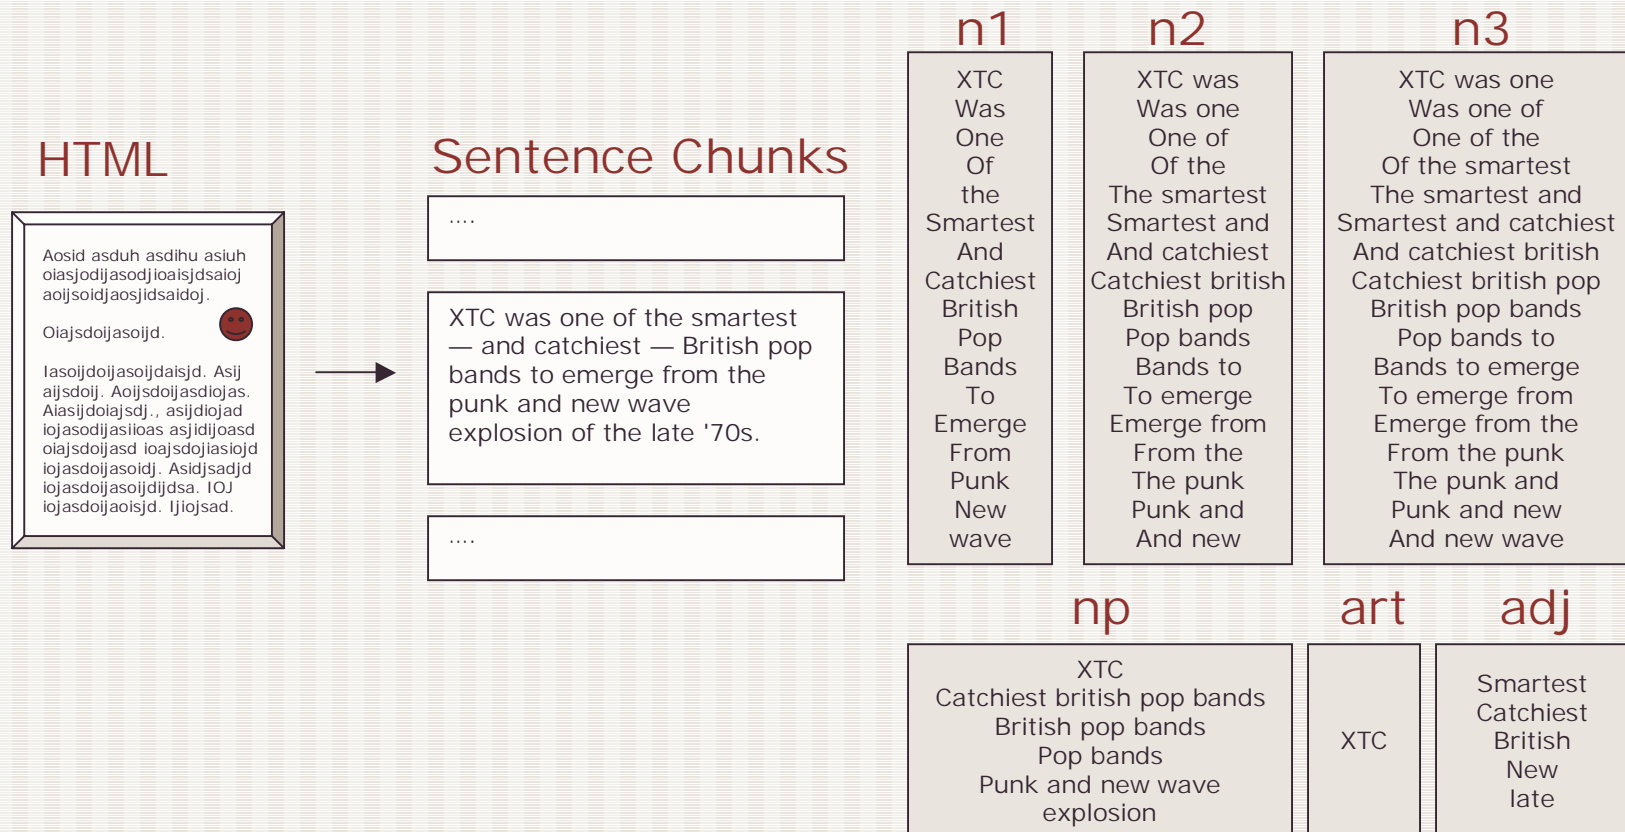 HTML
Aosid asduh asdihu asiuh
oiasjodijasodjioaisjdsaioj
aoijsoidjaosjidsaidoj.
Oiajsdoijasoijd.
Iasoijdoijasoijdaisjd. Asij
aijsdoij. Aoijsdoijasdiojas.
Aiasijdoiajsdj., asijdiojad
iojasodijasiioas asjidijoasd
oiajsdoijasd ioajsdojiasiojd
iojasdoijasoidj. Asidjsadjd
iojasdoijasoijdijdsa. IOJ
iojasdoijaoisjd. Ijiojsad.
Sentence Chunks
....
XTC was one of the smartest
— and catchiest — British pop
bands to emerge from the
punk and new wave
explosion of the late '70s.
....
n1
XTC
Was
One
Of
the
Smartest
And
Catchiest
British
Pop
Bands
To
Emerge
From
Punk
New
wave
n2
XTC was
Was one
One of
Of the
The smartest
Smartest and
And catchiest
Catchiest british
British pop
Pop bands
Bands to
To emerge
Emerge from
From the
The punk
Punk and
And new
n3
XTC was one
Was one of
One of the
Of the smartest
The smartest and
Smartest and catchiest
And catchiest british
Catchiest british pop
British pop bands
Pop bands to
Bands to emerge
To emerge from
Emerge from the
From the punk
The punk and
Punk and new
And new wave
np
XTC
Catchiest british pop bands
British pop bands
Pop bands
Punk and new wave
explosion
art
XTC
adj
Smartest
Catchiest
British
New
late